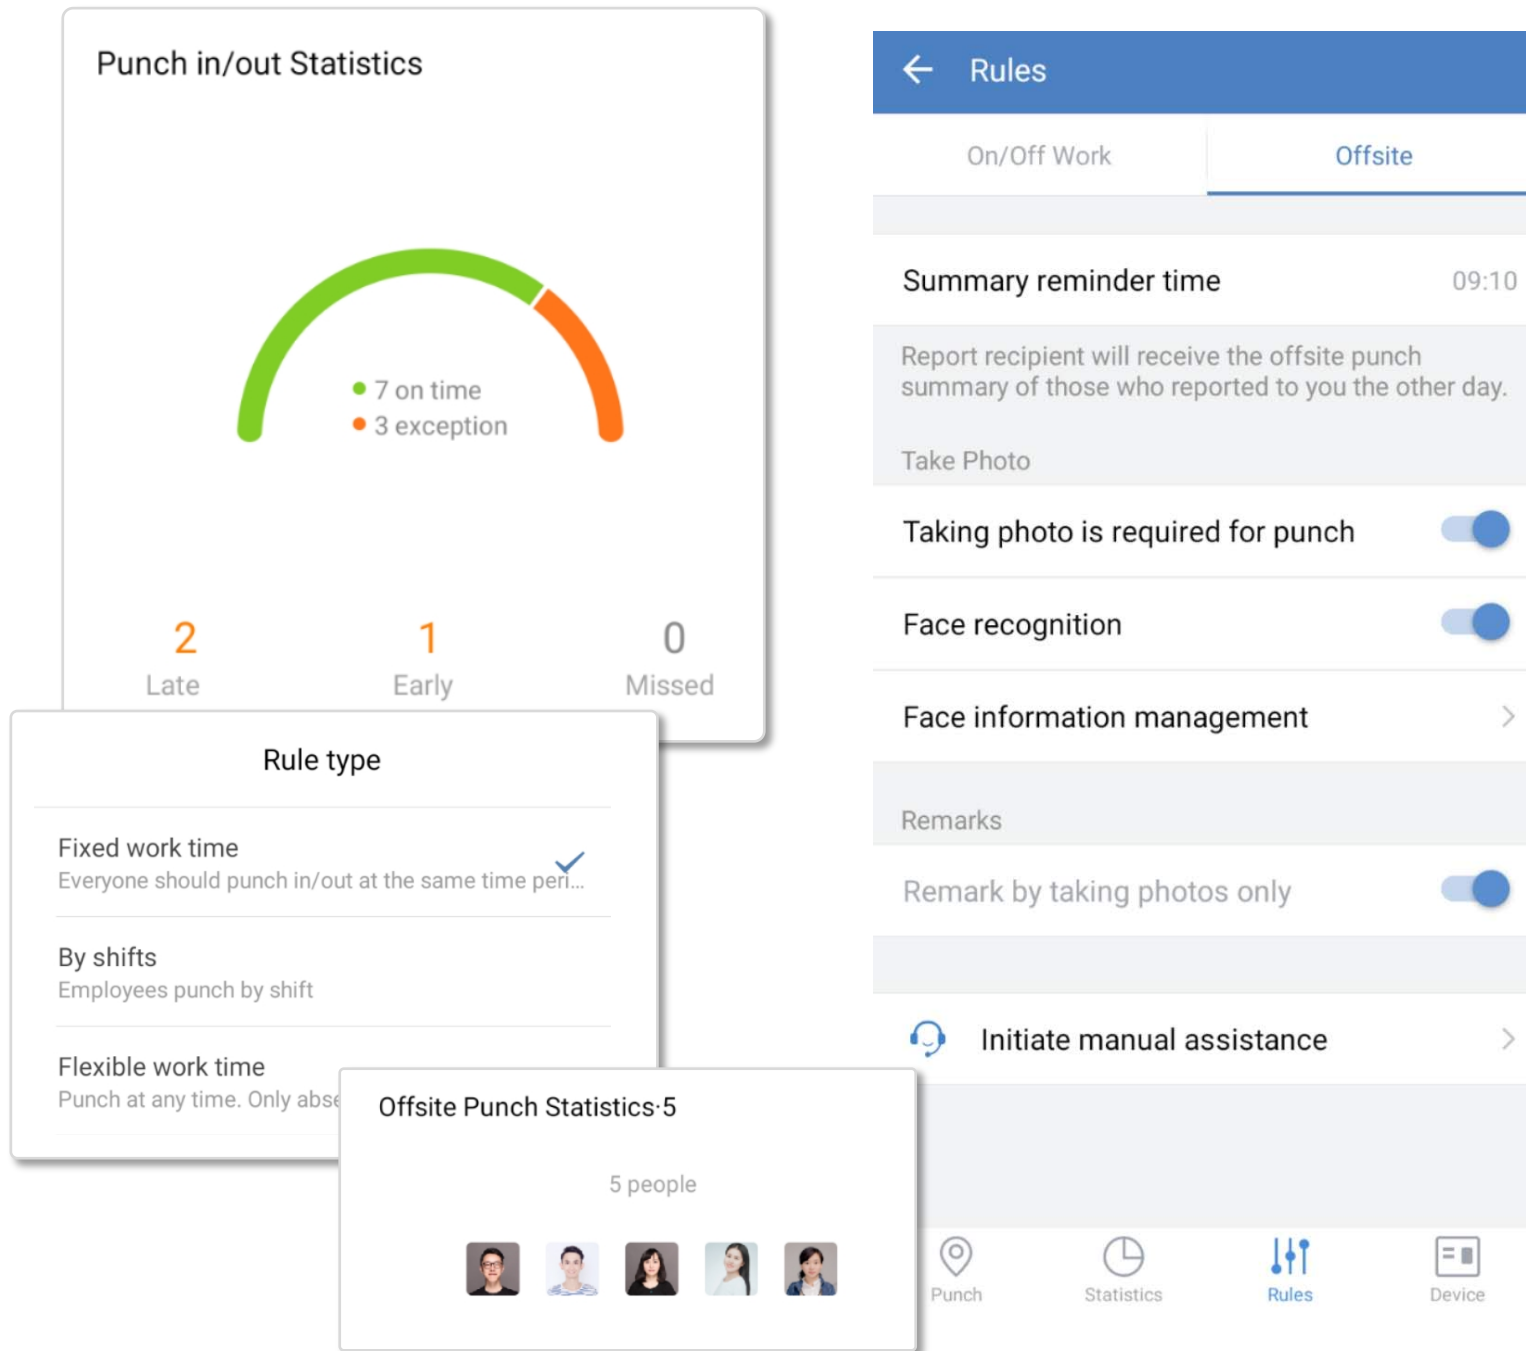 Punch in/out Statistics
7 on time
3 exception
2
Late
1
Early
0
Missed
Rule type
Fixed work time
Everyone should punch in/out at the same time peri...
By shifts
Employees punch by shift
Flexible work time
Punch at any time. Only
Offsite Punch Statistics·5
5 people
Rules
On/Off Work
Offsite
Summary reminder time
09:10
Report recipient will receive the offsite punch
summary of those who reported to you the other day.
Take Photo
Taking photo is required for punch
Face recognition
Face information management
Remarks
Remark by taking photos only
Initiate manual assistance
Punch
Statistics
Rules
Device